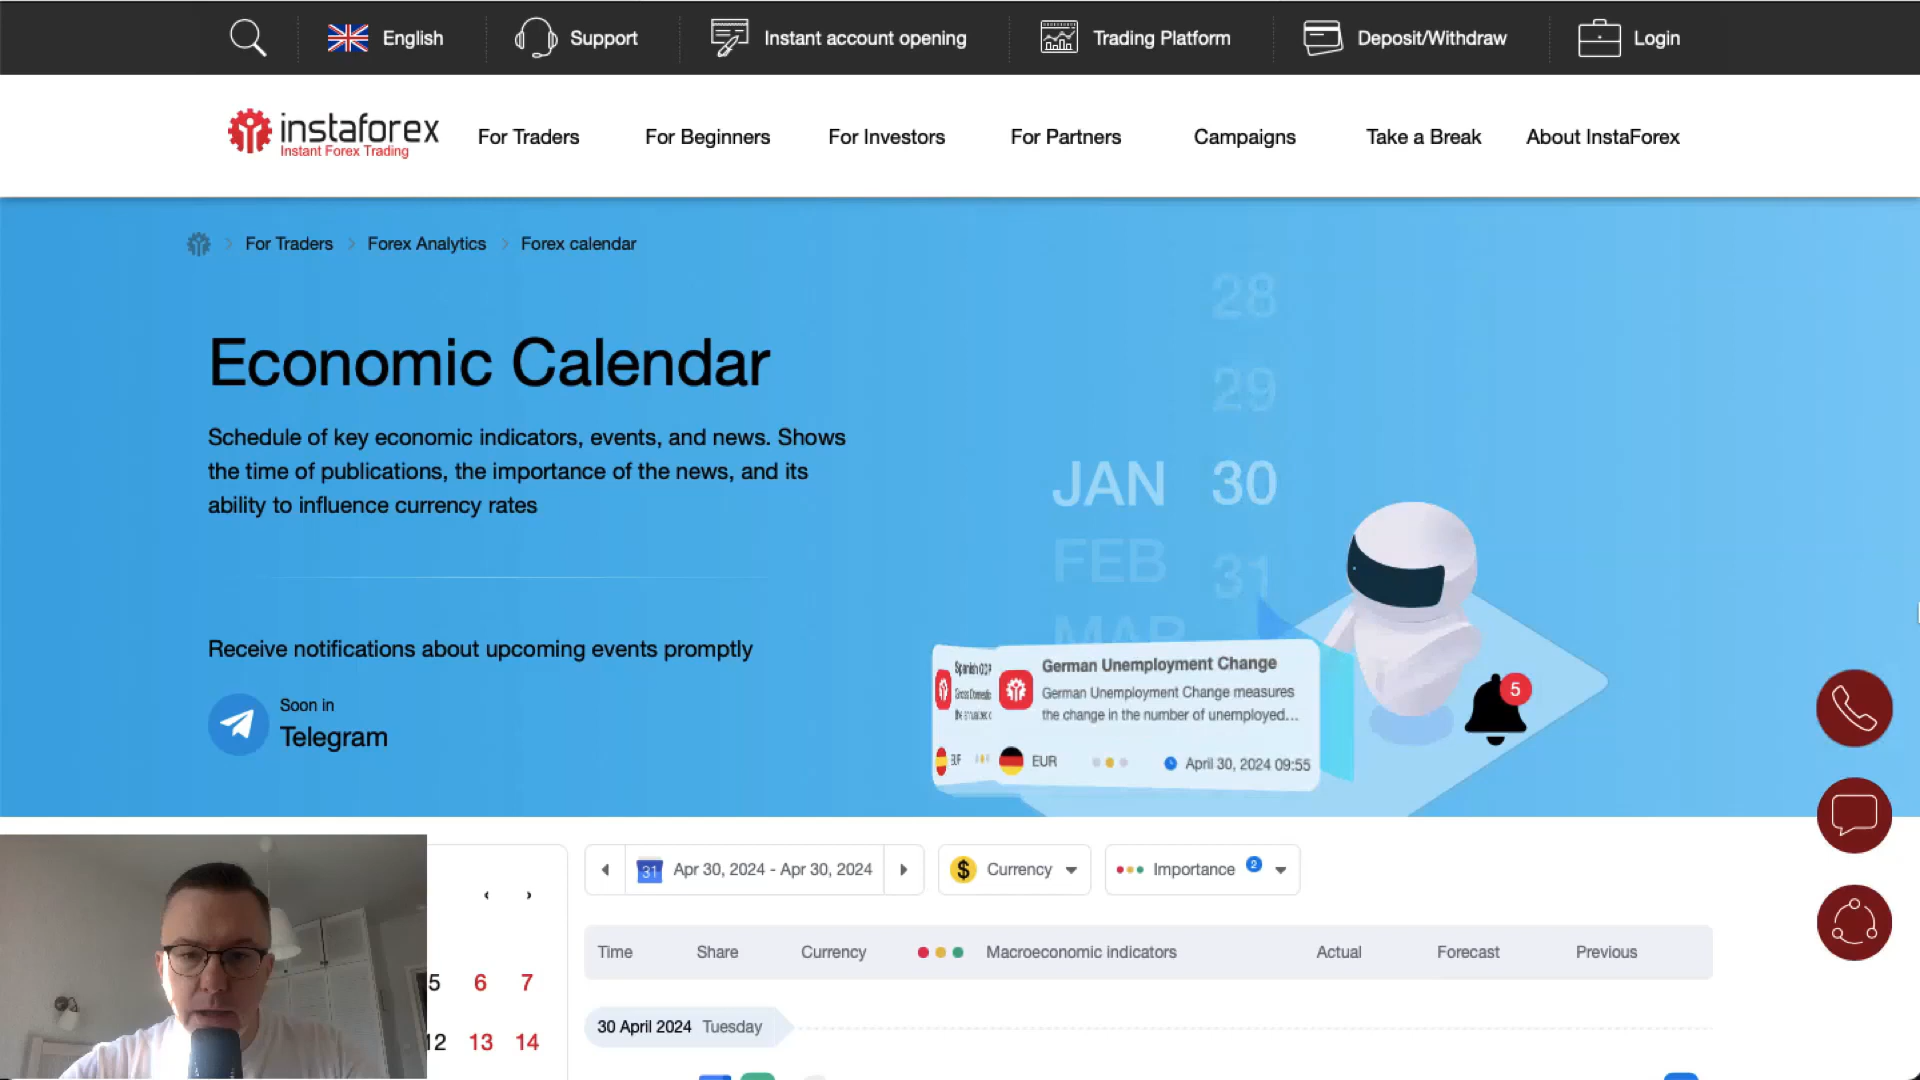 English
Support
Instant account opening
Trading Platform
Deposit/Withdraw
Login
instaforex
Instant Forex Trading
For Traders
For Beginners
For Investors
For Partners
Campaigns
Take a Break
About InstaForex
For Traders
Forex Analytics
Forex calendar
28
29
JAN 30
FEB 31
MAR
Economic Calendar
Schedule of key economic indicators, events, and news. Shows
the time of publications, the importance of the news, and its
ability to influence currency rates
Receive notifications about upcoming events promptly
Soon in
Telegram
German Unemployment Change
German Unemployment Change measures
the change in the number of unemployed...
EUR
April 30, 2024 09:55
5
31
Apr 30, 2024 - Apr 30, 2024
$
Currency
Importance 2
Time
Share
Currency
Macroeconomic indicators
Actual
Forecast
Previous
5 6 7
30 April 2024 Tuesday
12 13 14